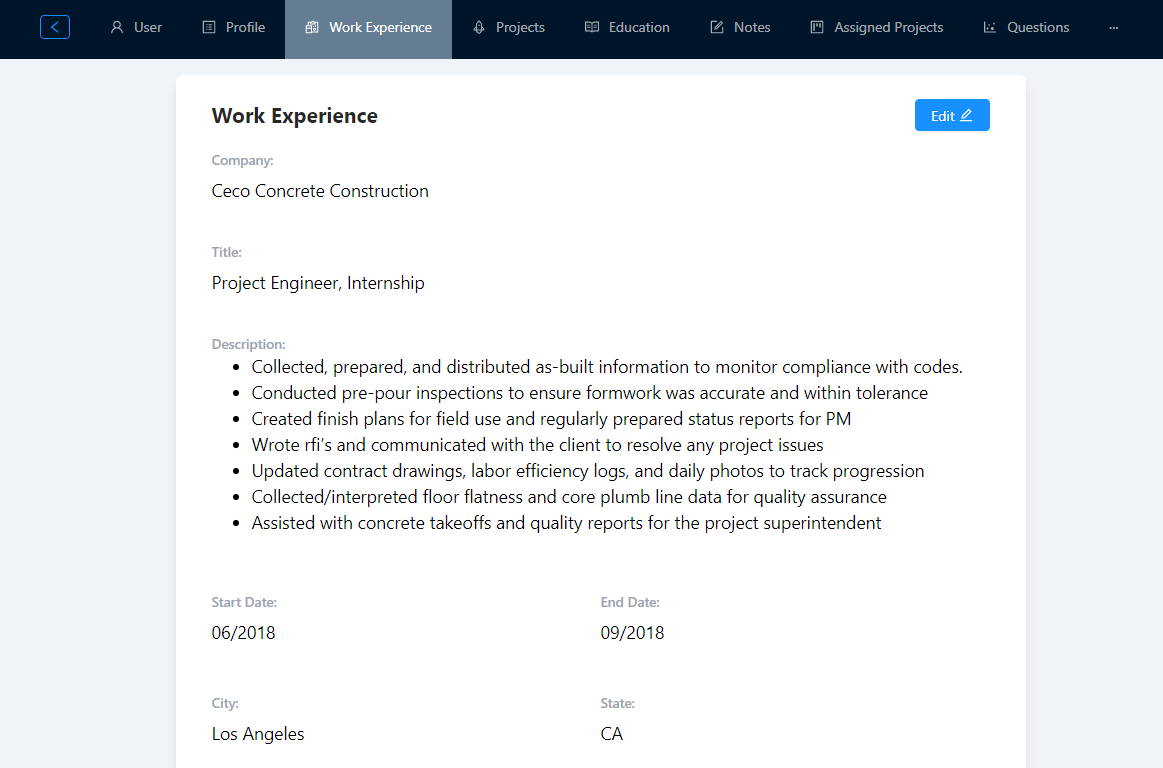 User Profile Work Experience Projects Education Notes Assigned Projects Questions ...
Work Experience Edit
Company:
Ceco Concrete Construction
Title:
Project Engineer, Internship
Description:
• Collected, prepared, and distributed as-built information to monitor compliance with codes.
• Conducted pre-pour inspections to ensure formwork was accurate and within tolerance
• Created finish plans for field use and regularly prepared status reports for PM
• Wrote rfi's and communicated with the client to resolve any project issues
• Updated contract drawings, labor efficiency logs, and daily photos to track progression
• Collected/interpreted floor flatness and core plumb line data for quality assurance
• Assisted with concrete takeoffs and quality reports for the project superintendent
Start Date: End Date:
06/2018 09/2018
City: State:
Los Angeles CA